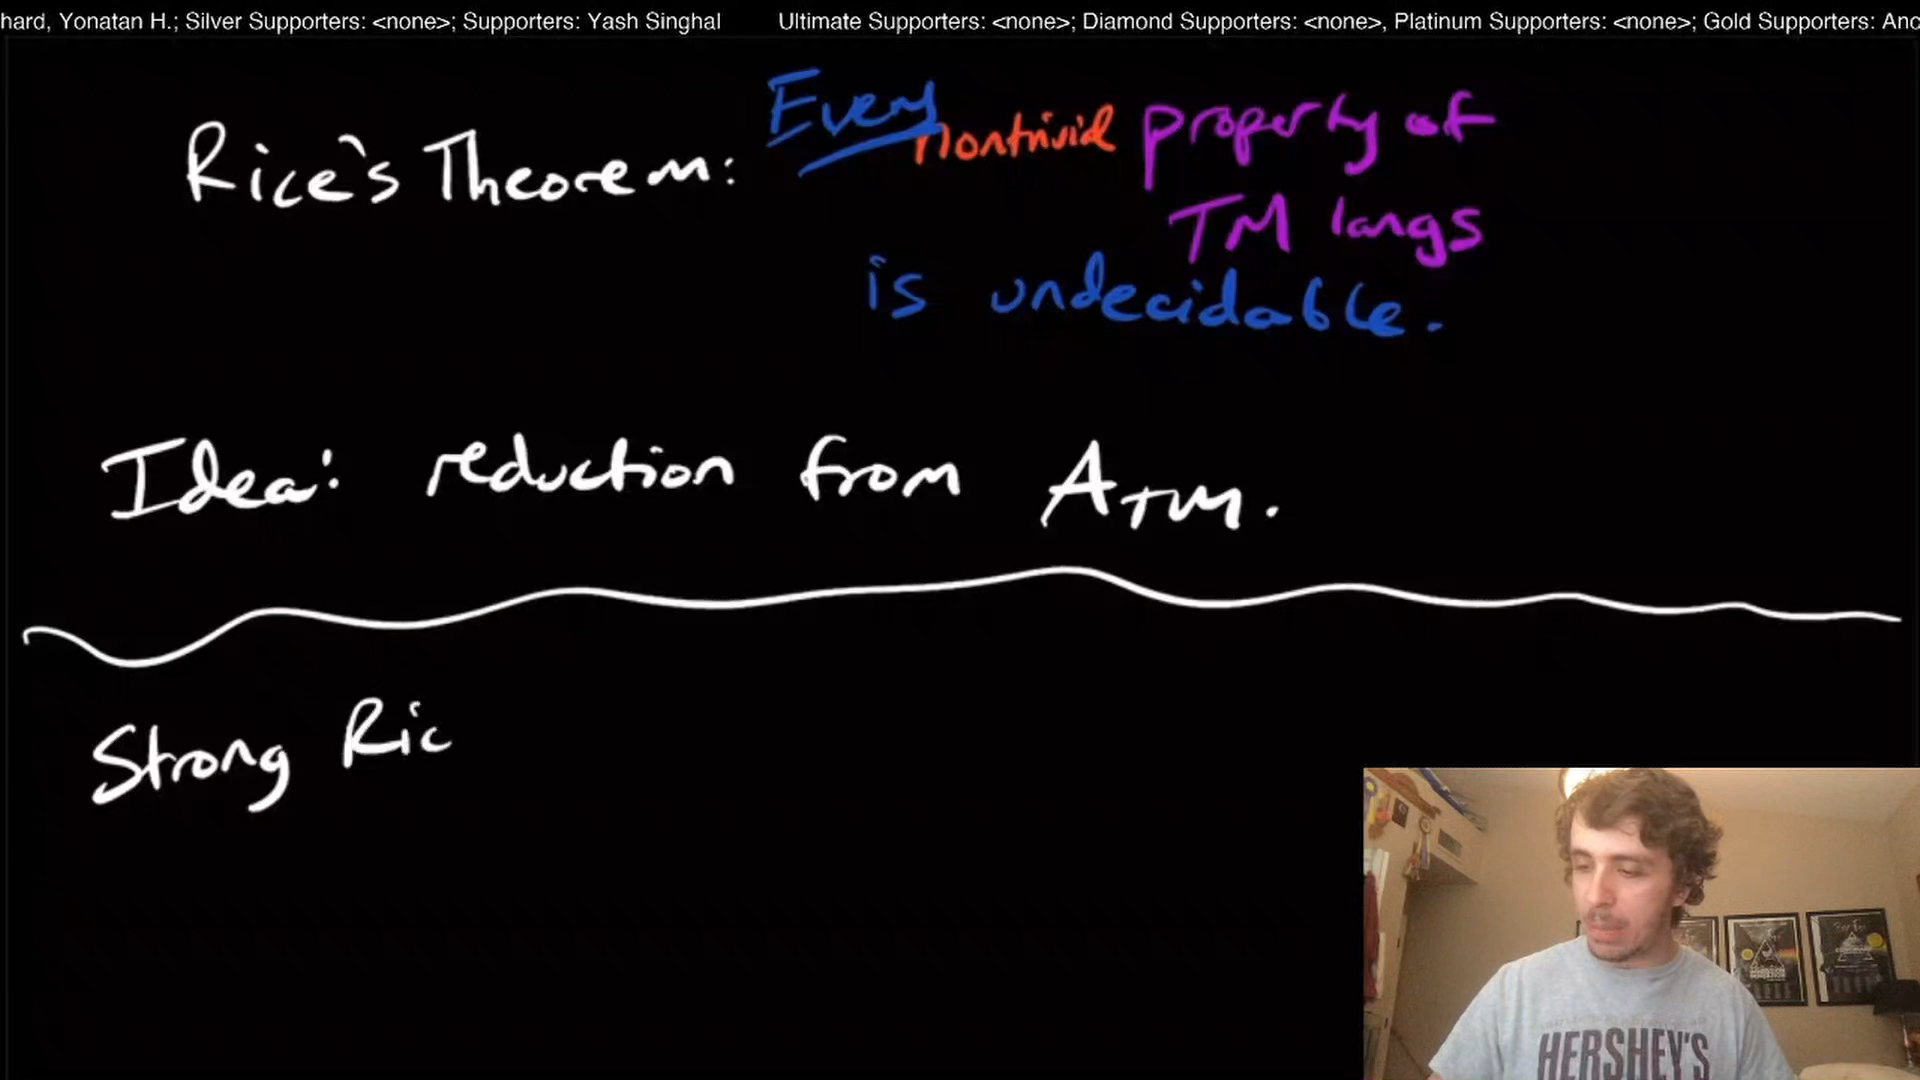 hard, Yonatan H.; Silver Supporters: <none>; Supporters: Yash Singhal Ultimate Supporters: <none>; Diamond Supporters: <none>, Platinum Supporters: <none>; Gold Supporters: Anc
Rice's Theorem: Every nontrivial property of
TM langs
is undecidable.
Idea: reduction from ATM.
Strong Ric
HERSHEY'S